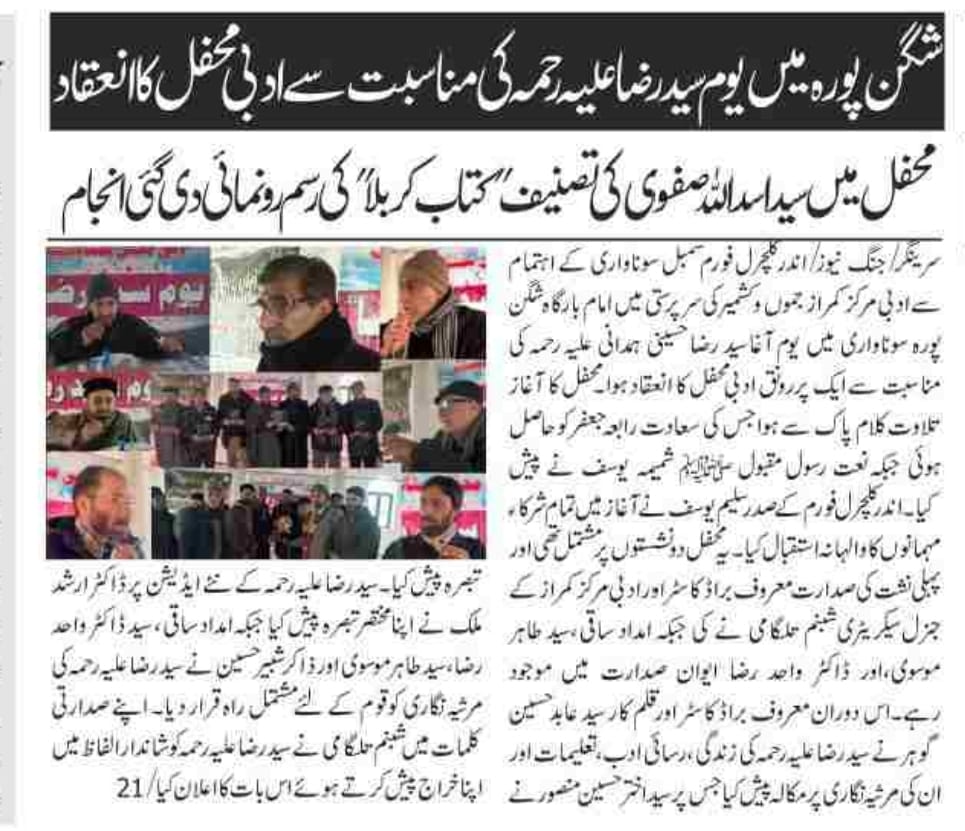 شگن پورہ میں یوم سید رضا علیہ رحمہ کی مناسبت سے ادبی محفل کا انعقاد
محفل میں سید اسد اللہ صفوی کی تصنیف ”کتاب کربلا“ کی رسم رونمائی دی گئی انجام
سرینگر/جنگ نیوز/اندر کلچرل فورم سمبل سوناواری کے اہتمام
سے ادبی مرکز کمراز جموں و کشمیر کی سرپرستی میں امام بارگاہ شگن
پورہ سوناواری میں یوم آغا سید رضا حسینی ہمدانی علیہ رحمہ کی
مناسبت سے ایک پررونق ادبی محفل کا انعقاد ہوا۔محفل کا آغاز
تلاوت کلام پاک سے ہوا جس کی سعادت رابعہ جعفر کو حاصل
ہوئی جبکہ نعت رسول مقبول ﷺ شمیمہ یوسف نے پیش
کیا۔اندر کلچرل فورم کے صدر سلیم یوسف نے آغاز میں تمام شرکاء
مہمانوں کا والہانہ استقبال کیا۔یہ محفل دو نشستوں پر مشتمل تھی اور
پہلی نشت کی صدارت معروف براڈ کاسٹر اور ادبی مرکز کمراز کے
جنرل سیکریٹری شبنم تلگامی نے کی جبکہ امداد ساقی،سید طاہر
موسوی،اور ڈاکٹر واحد رضا ایوان صدارت میں موجود
رہے۔اس دوران معروف براڈ کاسٹر اور قلم کار سید عابد حسین
گوہر نے سید رضا علیہ رحمہ کی زندگی،رسائی ادب،تعلیمات اور
ان کی مرثیہ نگاری پر مکالہ پیش کیا جس پر سید اختر حسین منصور نے
تبصرہ پیش کیا۔سید رضا علیہ رحمہ کے نئے ایڈیشن پر ڈاکٹر ارشد
ملک نے اپنا مختصر تبصرہ پیش کیا جبکہ امداد ساقی،سید ڈاکٹر واحد
رضا،سید طاہر موسوی اور ذاکر شبیر حسین نے سید رضا علیہ رحمہ کی
مرثیہ نگاری کو قوم کے لئے مشتمل راہ قرار دیا۔اپنے صدارتی
کلمات میں شبنم تلگامی نے سید رضا علیہ رحمہ کو شاندار الفاظ میں
اپنا خراج پیش کرتے ہوئے اس بات کا اعلان کیا/21
یوم سید رضا